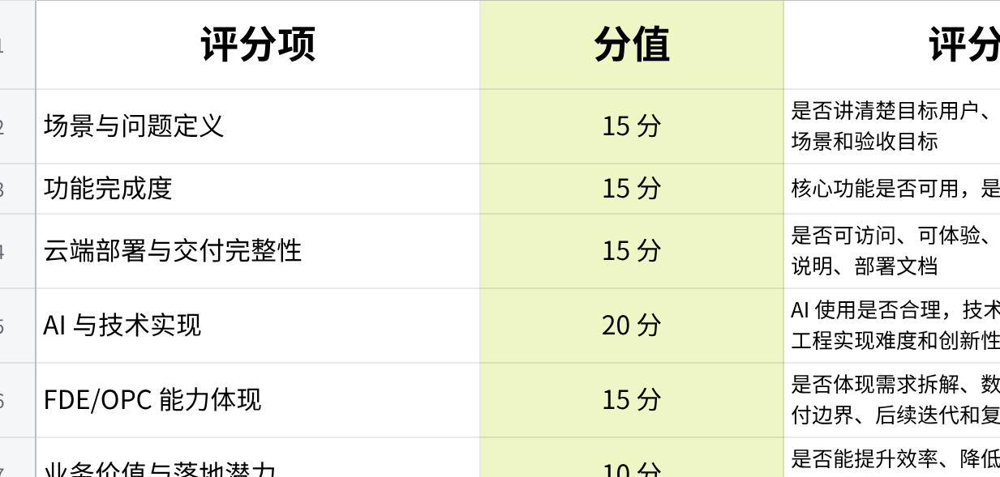 评分项 分值 评分
1
2 场景与问题定义 15 分 是否讲清楚目标用户、
场景和验收目标
3 功能完成度 15 分 核心功能是否可用，是
4 云端部署与交付完整性 15 分 是否可访问、可体验、
说明、部署文档
5 AI 与技术实现 20 分 AI 使用是否合理，技术
工程实现难度和创新性
6 FDE/OPC 能力体现 15 分 是否体现需求拆解、数
付边界、后续迭代和复
7 业务价值与落地潜力 10 分 是否能提升效率、降低